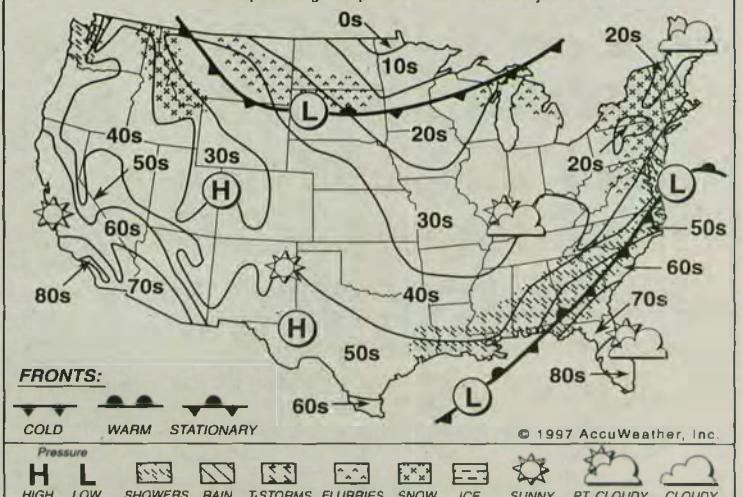 0s
20s
10s
40s
20s
50s
30s
20s
H
L
L
60s
30s
50s
60s
80s
70s
40s
70s
H
50s
80s
FRONTS:
60s
L
COLD WARM STATIONARY
© 1997 AccuWeather, Inc.
Pressure
H L
HIGH LOW SHOWERS RAIN T-STORMS FLURRIES SNOW ICE SUNNY PT. CLOUDY CLOUDY